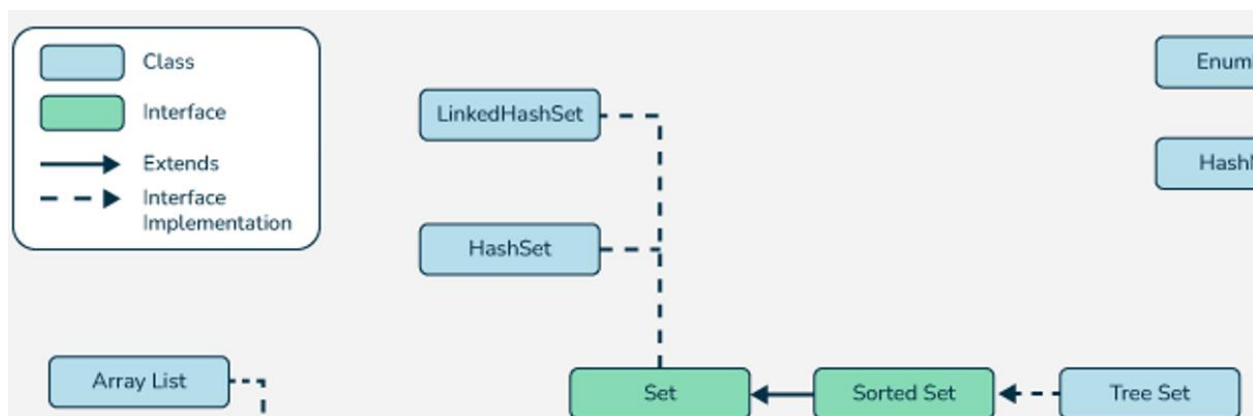 Class
Interface
Extends
Interface
Implementation
LinkedHashSet
HashSet
Array List
Set
Sorted Set
Tree Set